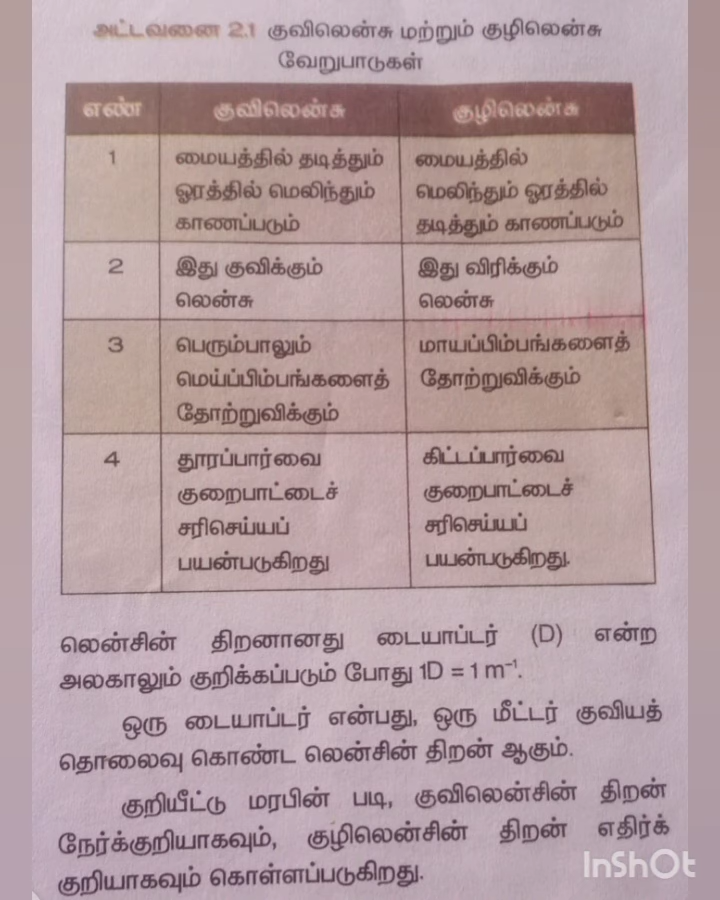 அட்டவணை 2.1 குவிலென்சு மற்றும் குழிலென்சு
வேறுபாடுகள்
எண் குவிலென்சு குழிலென்சு
1
மையத்தில் தடித்தும்
ஓரத்தில் மெலிந்தும்
காணப்படும்
மையத்தில்
மெலிந்தும் ஓரத்தில்
தடித்தும் காணப்படும்
2
இது குவிக்கும்
லென்சு
இது விரிக்கும்
லென்சு
3
பெரும்பாலும்
மெய்ப்பிம்பங்களைத்
தோற்றுவிக்கும்
மாயப்பிம்பங்களைத்
தோற்றுவிக்கும்
4
தூரப்பார்வை
குறைபாட்டைச்
சரிசெய்யப்
பயன்படுகிறது
கிட்டப்பார்வை
குறைபாட்டைச்
சரிசெய்யப்
பயன்படுகிறது.
லென்சின் திறனானது டையாப்டர் (D) என்ற
அலகாலும் குறிக்கப்படும் போது 1D = 1 m⁻¹.
ஒரு டையாப்டர் என்பது, ஒரு மீட்டர் குவியத்
தொலைவு கொண்ட லென்சின் திறன் ஆகும்.
குறியீட்டு மரபின் படி, குவிலென்சின் திறன்
நேர்க்குறியாகவும், குழிலென்சின் திறன் எதிர்க்
குறியாகவும் கொள்ளப்படுகிறது.
InShOt